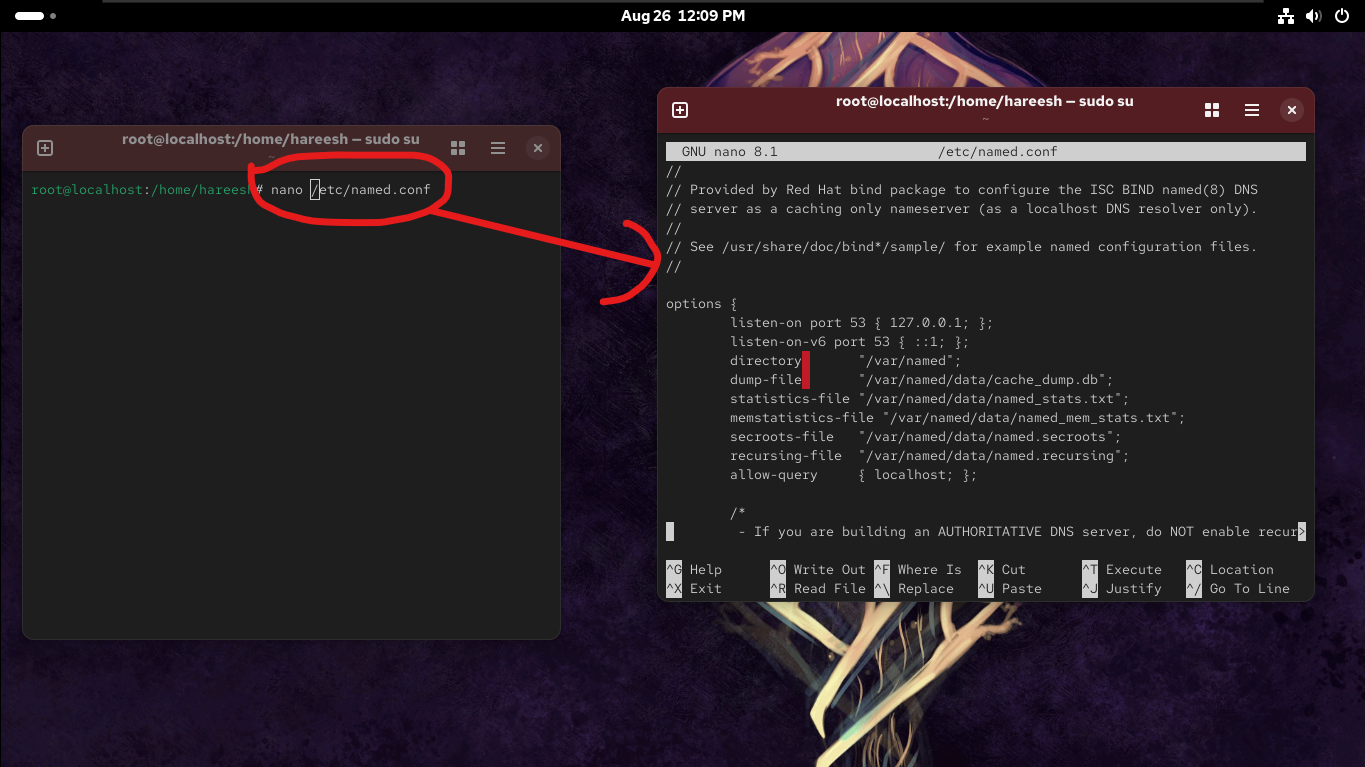 Aug 26 12:09 PM
root@localhost:/home/hareesh — sudo su
~
root@localhost:/home/hareesh# nano /etc/named.conf
root@localhost:/home/hareesh — sudo su
~
GNU nano 8.1 /etc/named.conf
//
// Provided by Red Hat bind package to configure the ISC BIND named(8) DNS
// server as a caching only nameserver (as a localhost DNS resolver only).
//
// See /usr/share/doc/bind*/sample/ for example named configuration files.
//
options {
listen-on port 53 { 127.0.0.1; };
listen-on-v6 port 53 { ::1; };
directory "/var/named";
dump-file "/var/named/data/cache_dump.db";
statistics-file "/var/named/data/named_stats.txt";
memstatistics-file "/var/named/data/named_mem_stats.txt";
secroots-file "/var/named/data/named.secroots";
recursing-file "/var/named/data/named.recursing";
allow-query { localhost; };
/*
- If you are building an AUTHORITATIVE DNS server, do NOT enable recur>
^G Help ^O Write Out ^F Where Is ^K Cut ^T Execute ^C Location
^X Exit ^R Read File ^\ Replace ^U Paste ^J Justify ^/ Go To Line